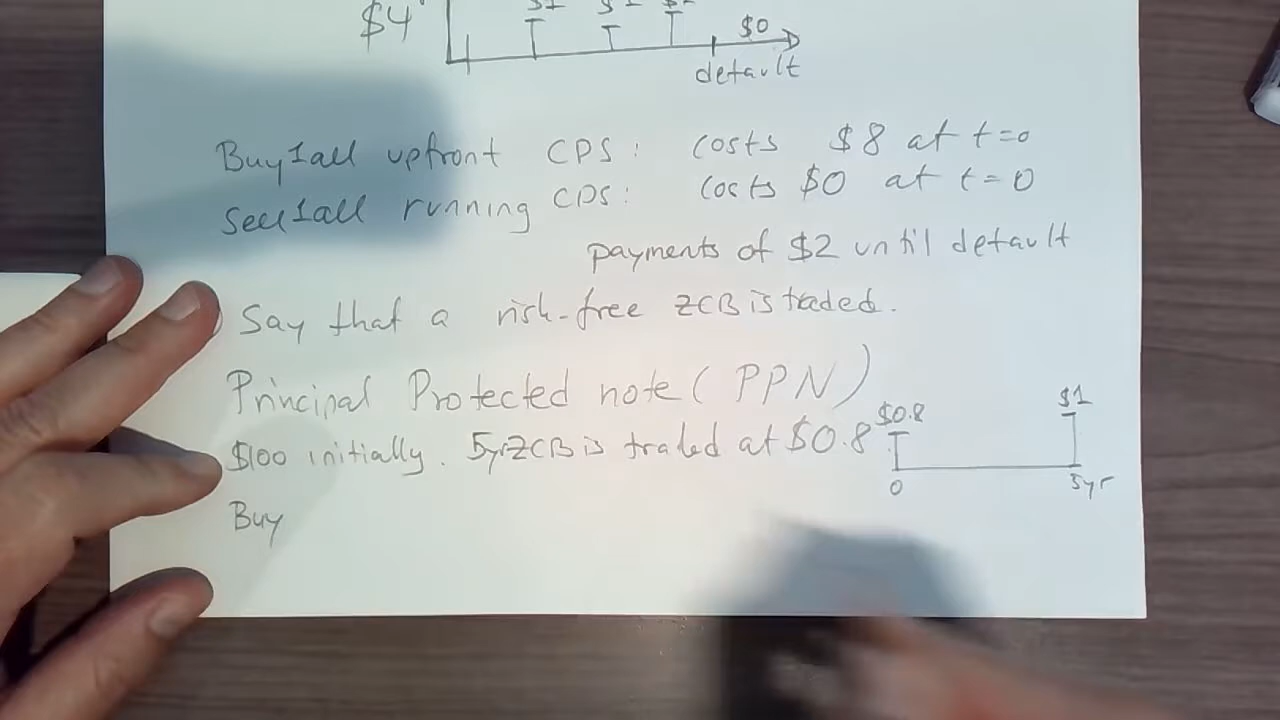 $4
$0
default
Buy 1 all upfront CDS: costs $8 at t=0
Sell 1 all running CDS: costs $0 at t=0
payments of $2 until default
Say that a risk-free ZCB is traded.
Principal Protected note (PPN)
$100 initially. 5yr ZCB is traded at $0.8
$0.8 $1
0 5yr
Buy